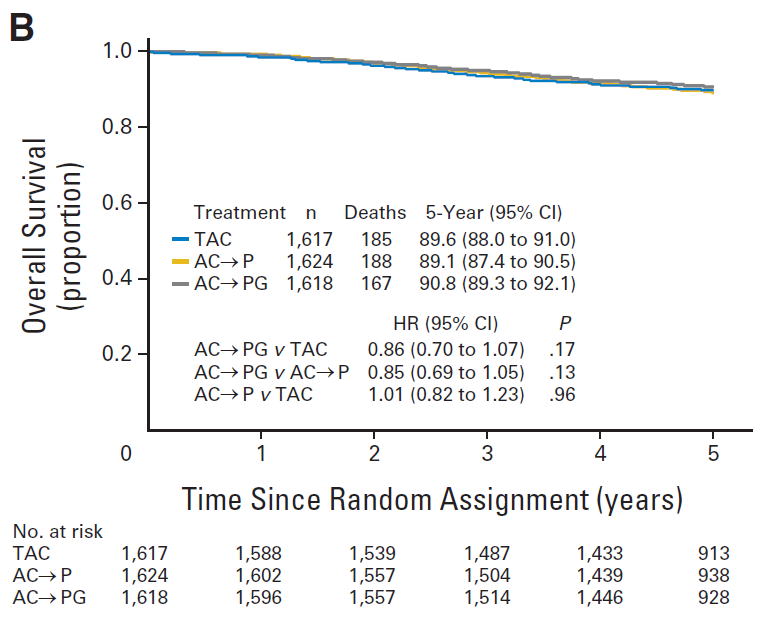 B
Overall Survival
(proportion)
1.0
0.8
0.6
0.4
0.2
0
Treatment n Deaths 5-Year (95% CI)
TAC 1,617 185 89.6 (88.0 to 91.0)
AC→P 1,624 188 89.1 (87.4 to 90.5)
AC→PG 1,618 167 90.8 (89.3 to 92.1)
HR (95% CI) P
AC→PG v TAC 0.86 (0.70 to 1.07) .17
AC→PG v AC→P 0.85 (0.69 to 1.05) .13
AC→P v TAC 1.01 (0.82 to 1.23) .96
1 2 3 4 5
Time Since Random Assignment (years)
No. at risk
TAC 1,617 1,588 1,539 1,487 1,433 913
AC→P 1,624 1,602 1,557 1,504 1,439 938
AC→PG 1,618 1,596 1,557 1,514 1,446 928